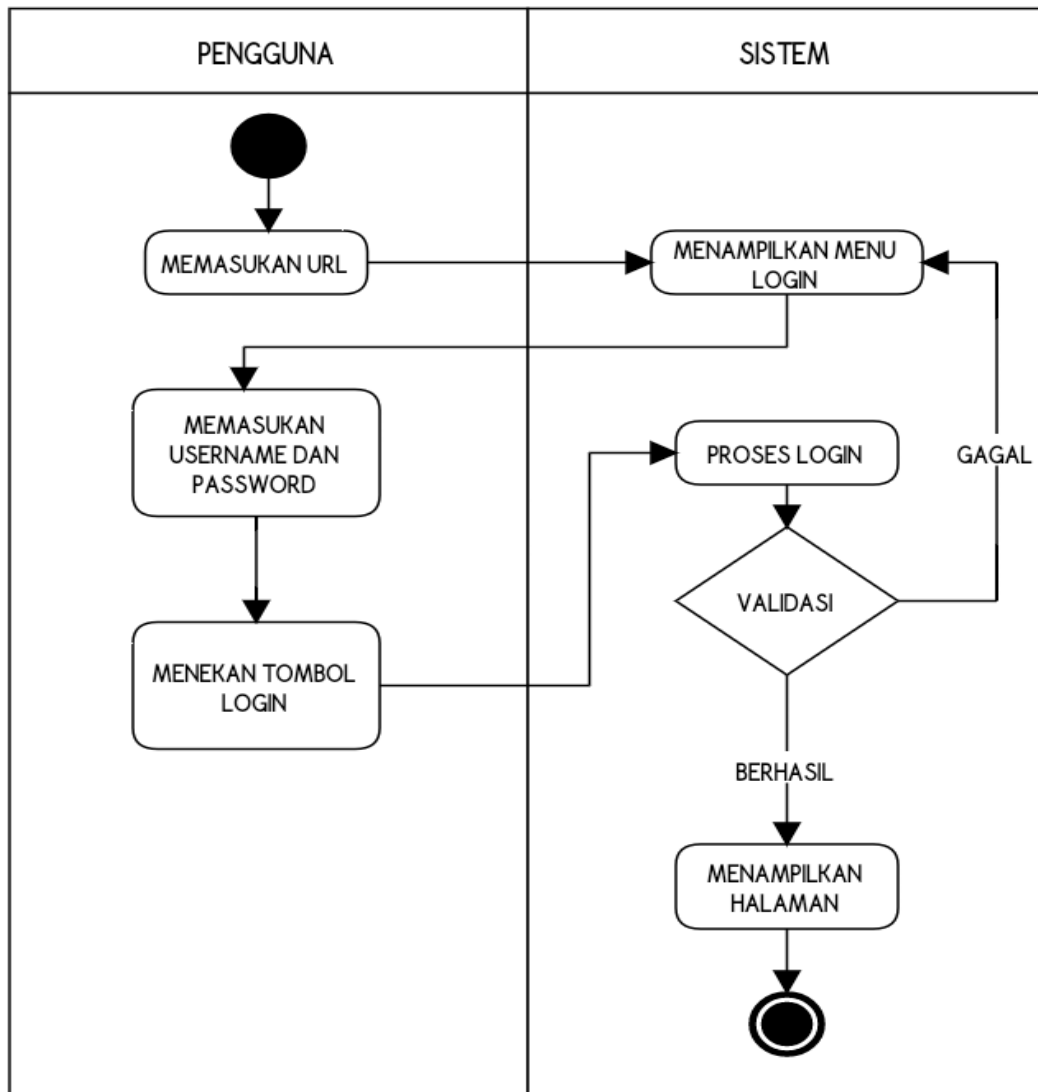 PENGGUNA
SISTEM
MEMASUKAN URL
MENAMPILKAN MENU
LOGIN
MEMASUKAN
USERNAME DAN
PASSWORD
PROSES LOGIN
GAGAL
VALIDASI
MENEKAN TOMBOL
LOGIN
BERHASIL
MENAMPILKAN
HALAMAN